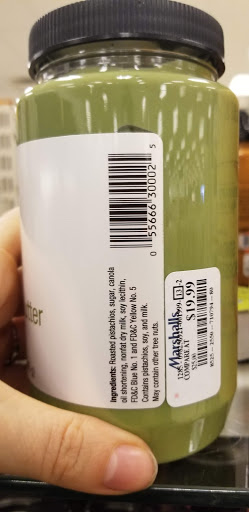 tter
0 55666 30002 5
Ingredients: Roasted pistachios, sugar, canola
oil shortening, nonfat dry milk, soy lecithin,
FD&C Blue No. 1 and FD&C Yellow No. 5
Contains pistachios, soy, and milk.
May contain other tree nuts.
Marshalls
$19.99
COMPARE AT
$25.00